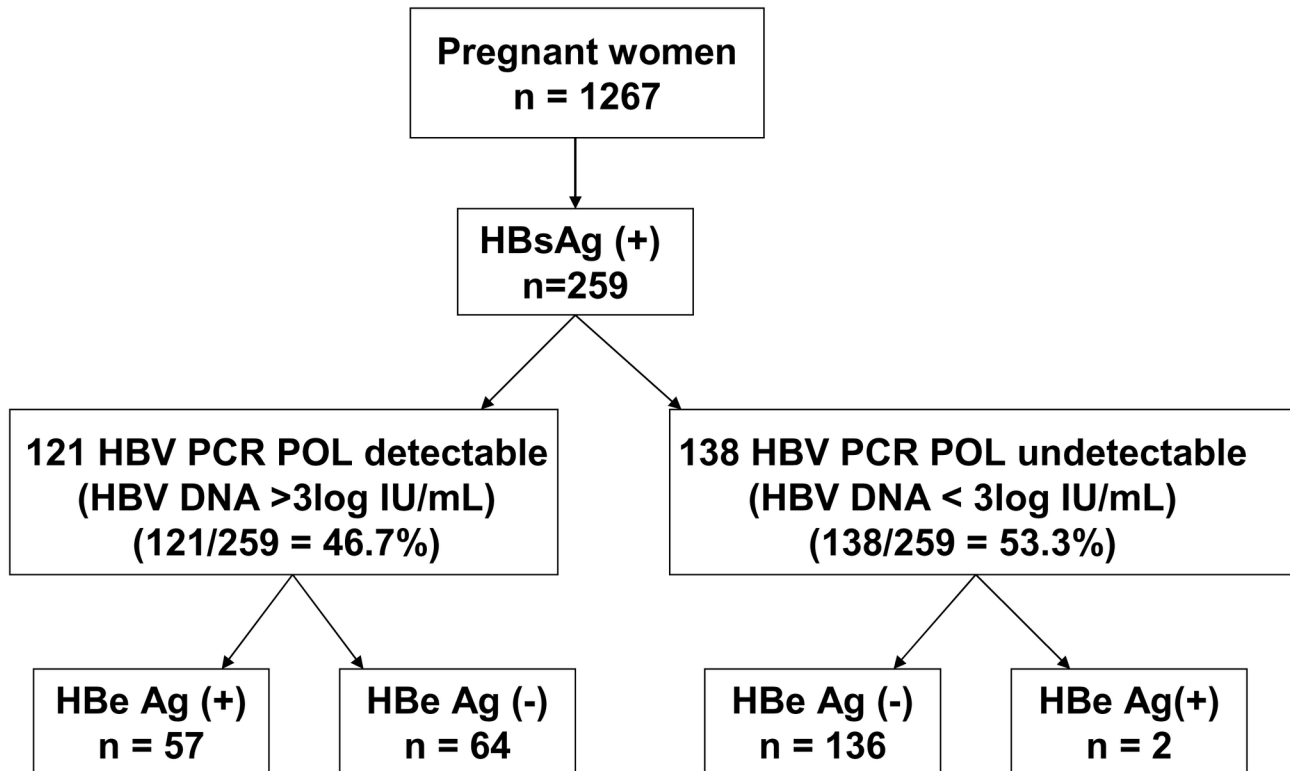 Pregnant women
n = 1267
HBsAg (+)
n=259
121 HBV PCR POL detectable
(HBV DNA >3log IU/mL)
(121/259 = 46.7%)
138 HBV PCR POL undetectable
(HBV DNA < 3log IU/mL)
(138/259 = 53.3%)
HBe Ag (+)
n = 57
HBe Ag (-)
n = 64
HBe Ag (-)
n = 136
HBe Ag(+)
n = 2